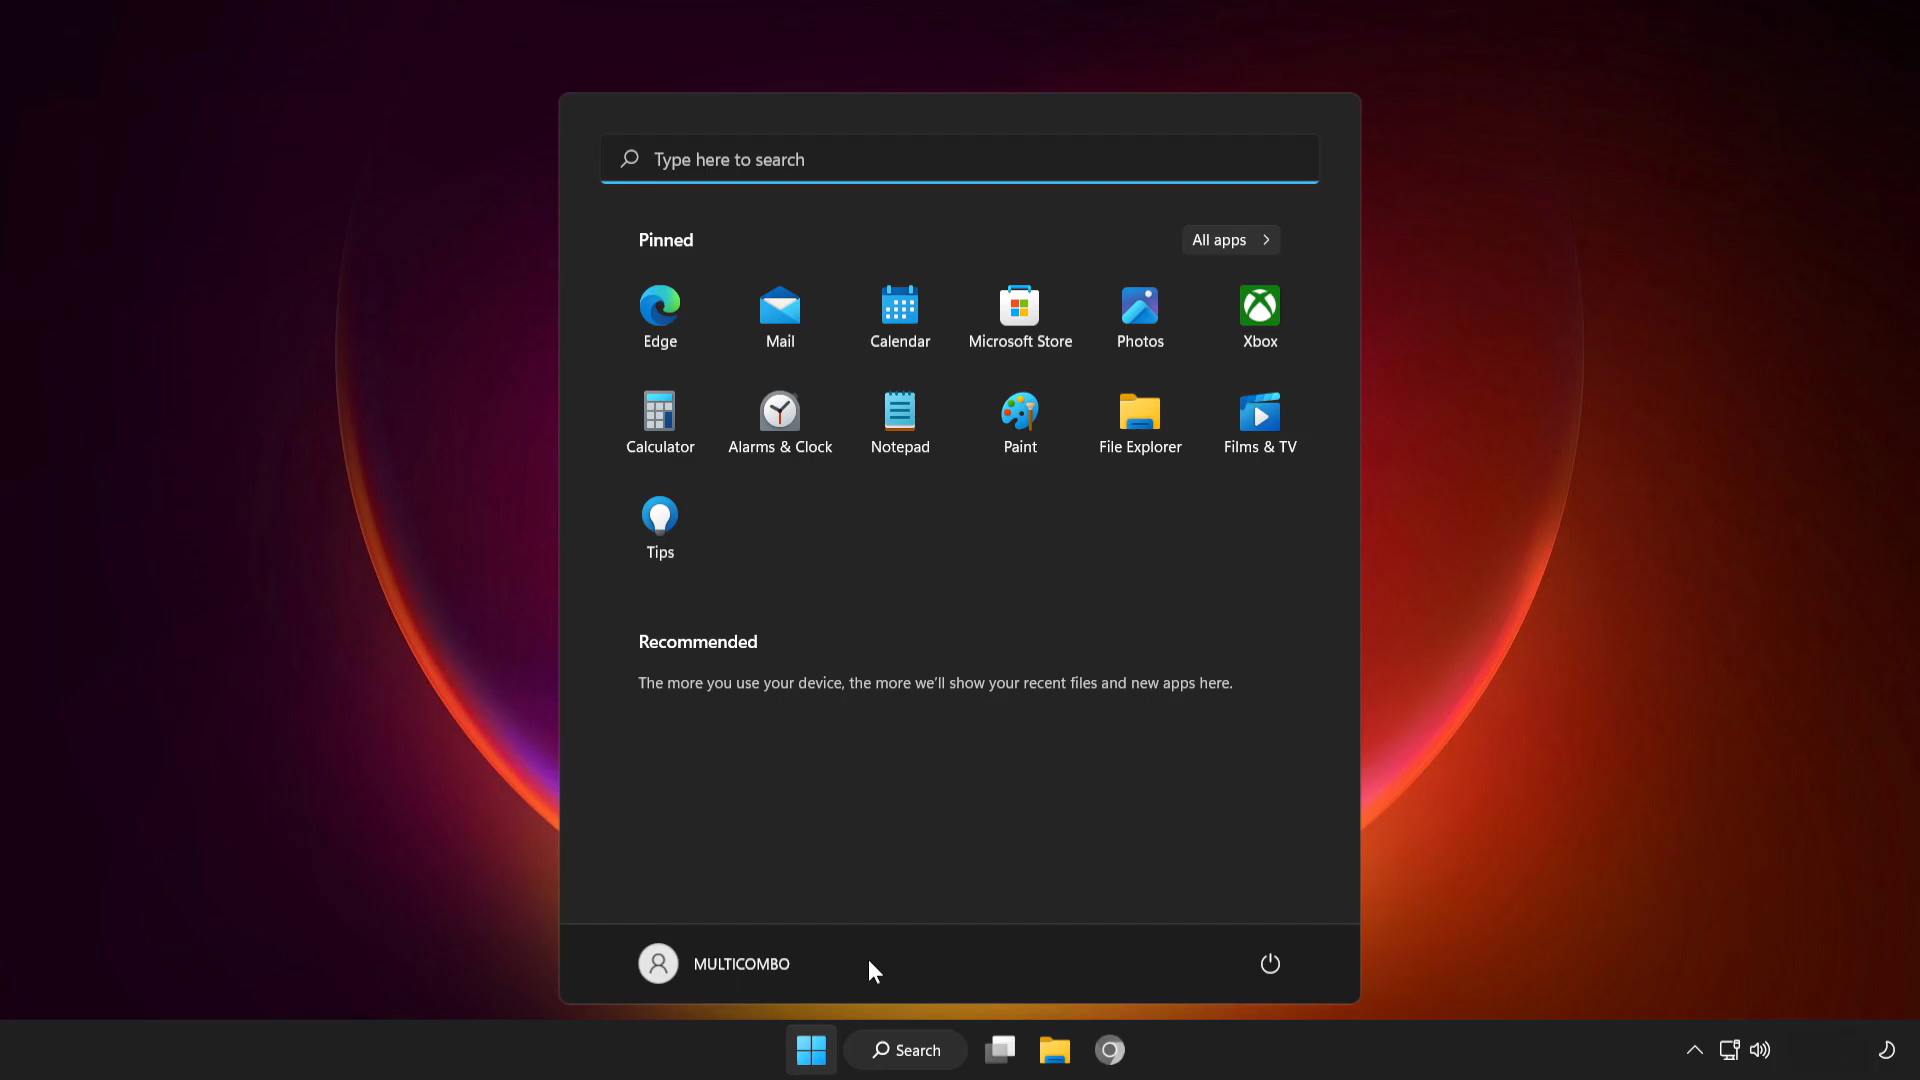 Type here to search
Pinned
All apps
Edge
Mail
Calendar
Microsoft Store
Photos
Xbox
Calculator
Alarms & Clock
Notepad
Paint
File Explorer
Films & TV
Tips
Recommended
The more you use your device, the more we'll show your recent files and new apps here.
MULTICOMBO
Search